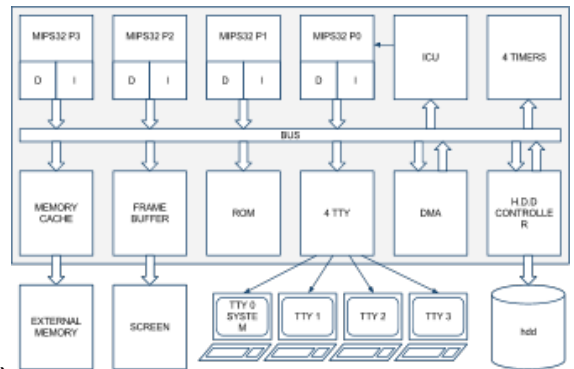 MIPS32 P3
MIPS32 P2
MIPS32 P1
MIPS32 P0
ICU
4 TIMERS
D
I
D
I
D
I
D
I
BUS
MEMORY
CACHE
FRAME
BUFFER
ROM
4 TTY
DMA
H.D.D
CONTROLLE
R
EXTERNAL
MEMORY
SCREEN
TTY 0
SYSTE
M
TTY 1
TTY 2
TTY 3
hdd